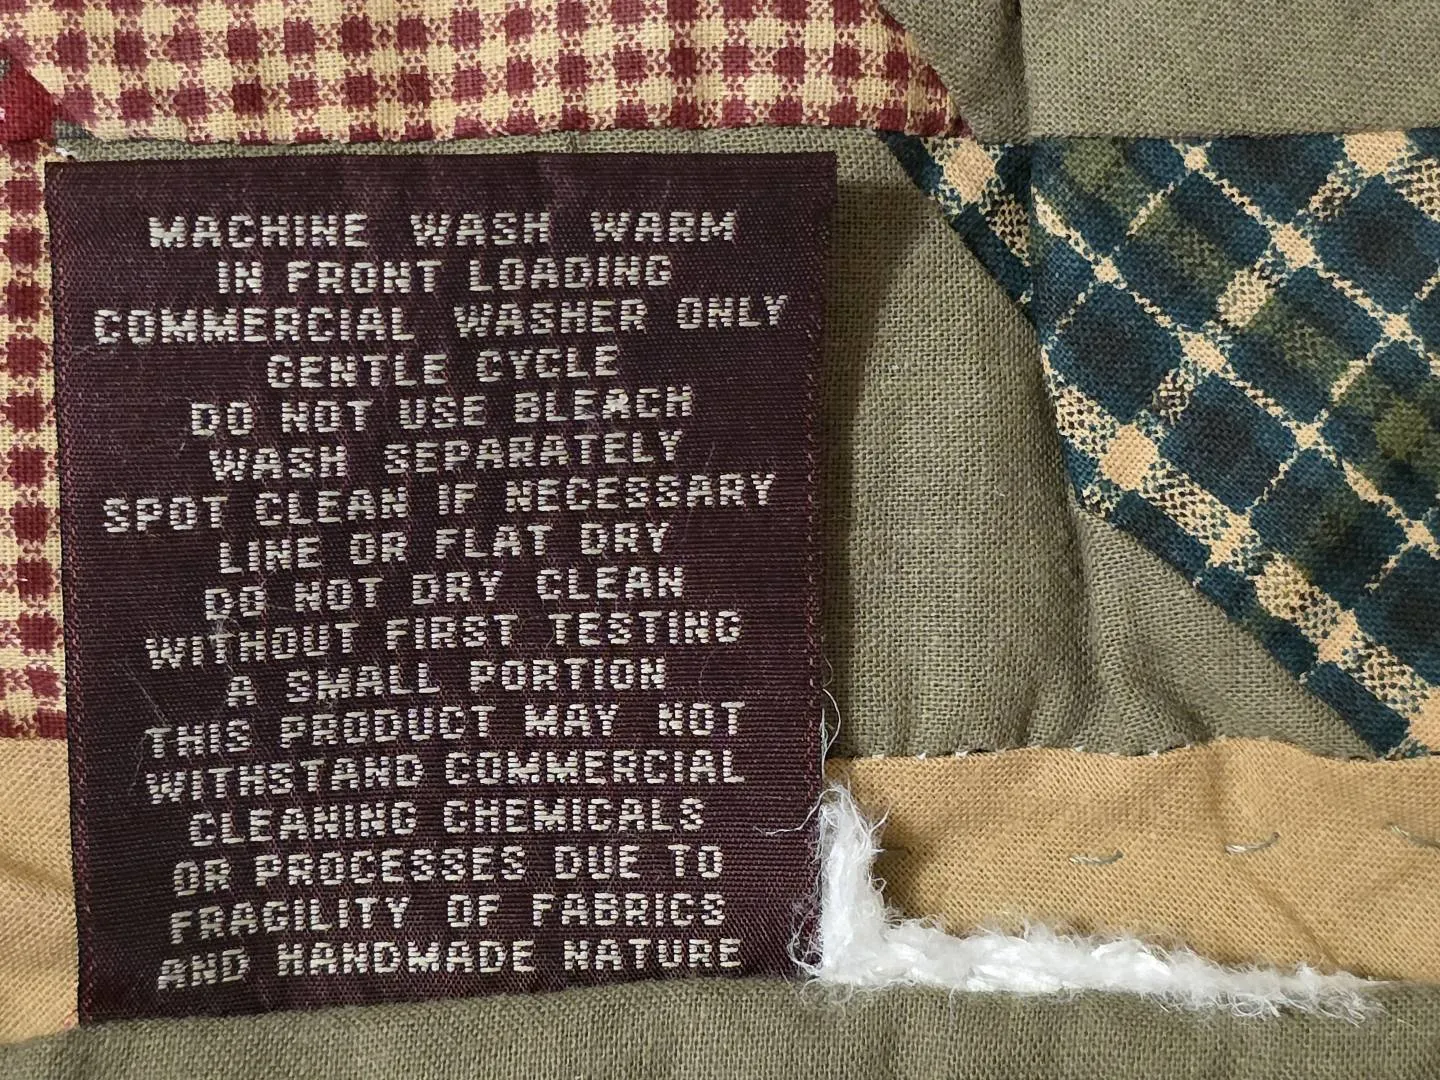 MACHINE WASH WARM
IN FRONT LOADING
COMMERCIAL WASHER ONLY
GENTLE CYCLE
DO NOT USE BLEACH
WASH SEPARATELY
SPOT CLEAN IF NECESSARY
LINE OR FLAT DRY
DO NOT DRY CLEAN
WITHOUT FIRST TESTING
A SMALL PORTION
THIS PRODUCT MAY NOT
WITHSTAND COMMERCIAL
CLEANING CHEMICALS
OR PROCESSES DUE TO
FRAGILITY OF FABRICS
AND HANDMADE NATURE